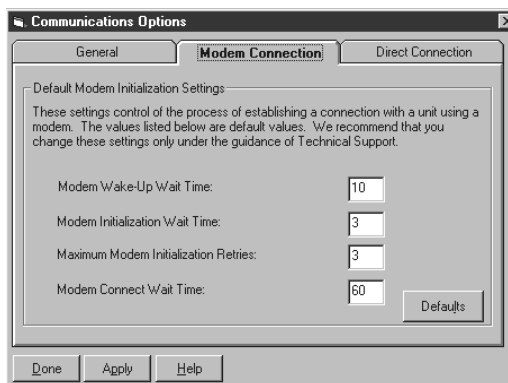 Communications Options
General
Modem Connection
Direct Connection
Default Modem Initialization Settings
These settings control of the process of establishing a connection with a unit using a
modem. The values listed below are default values. We recommend that you
change these settings only under the guidance of Technical Support.
Modem Wake-Up Wait Time: 10
Modem Initialization Wait Time: 3
Maximum Modem Initialization Retries: 3
Modem Connect Wait Time: 60
Defaults
Done Apply Help